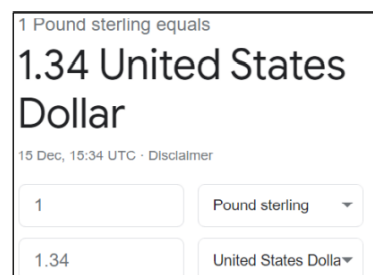 1 Pound sterling equals
1.34 United States
Dollar
15 Dec, 15:34 UTC · Disclaimer
1
Pound sterling
1.34
United States Dolla